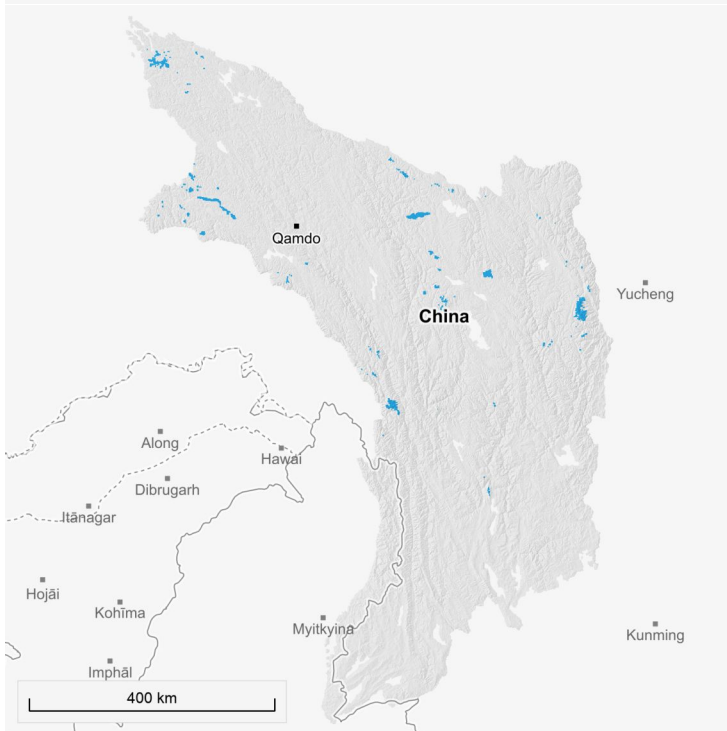 Qamdo
Yucheng
China
Along
Hawai
Dibrugarh
Itānagar
Hojāi
Kohīma
Myitkyina
Kunming
Imphāl
400 km